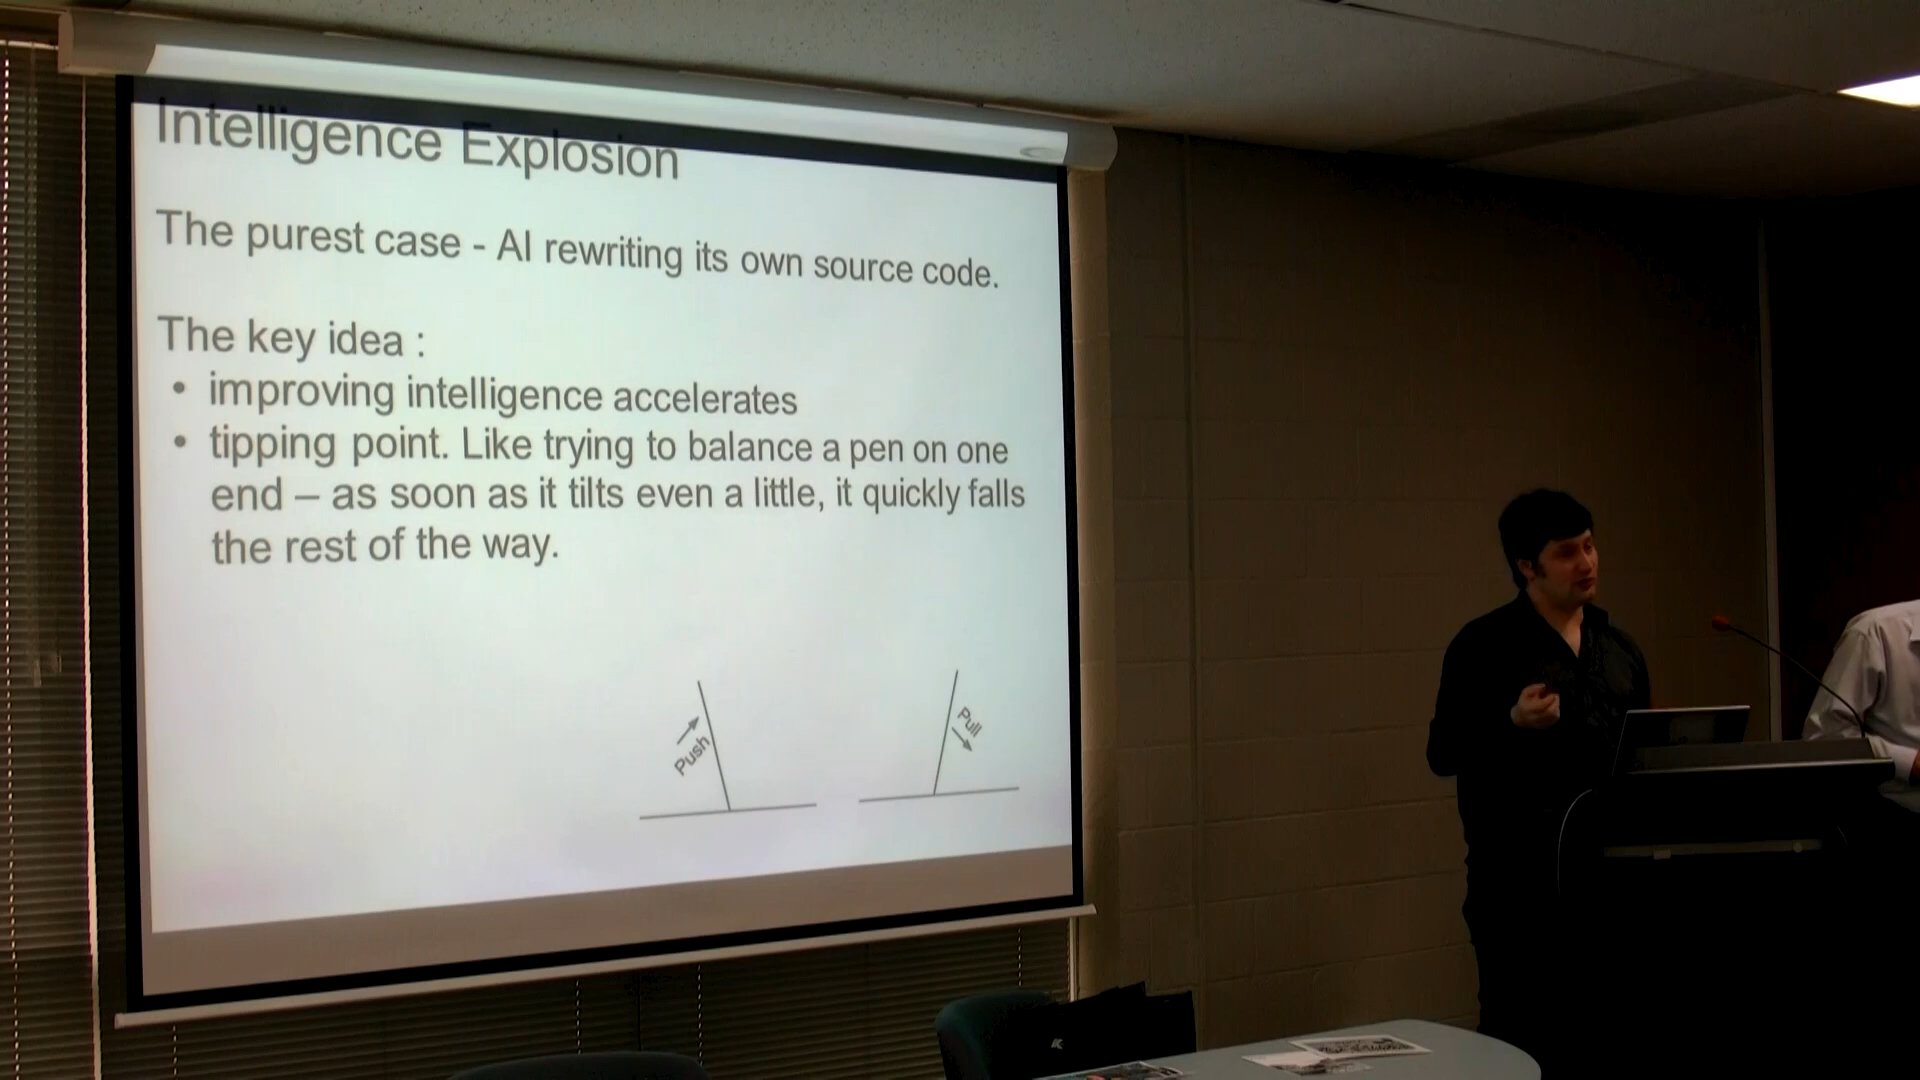 Intelligence Explosion
The purest case - AI rewriting its own source code.
The key idea :
• improving intelligence accelerates
• tipping point. Like trying to balance a pen on one
end – as soon as it tilts even a little, it quickly falls
the rest of the way.
Push
Pull